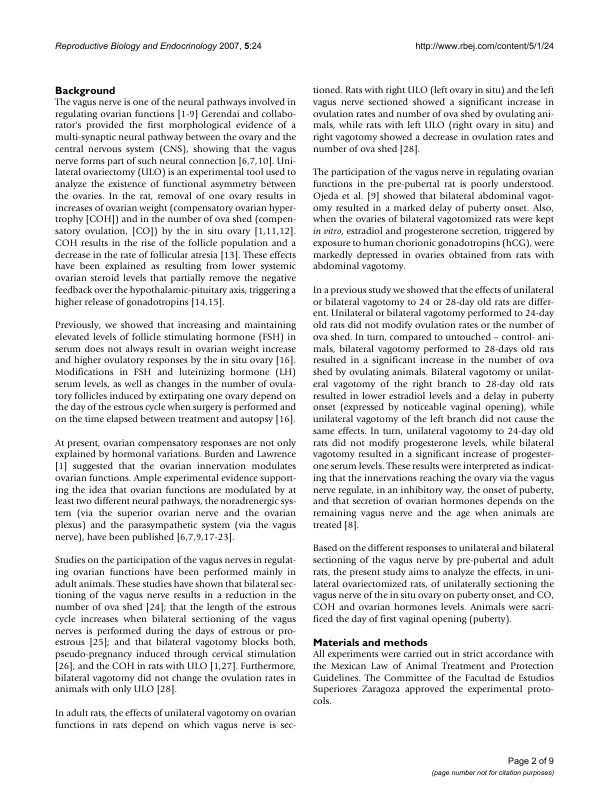 Reproductive Biology and Endocrinology 2007, 5:24
http://www.rbej.com/content/5/1/24
Background
The vagus nerve is one of the neural pathways involved in
regulating ovarian functions [1-9] Gerendai and collabo-
rator's provided the first morphological evidence of a
multi-synaptic neural pathway between the ovary and the
central nervous system (CNS), showing that the vagus
nerve forms part of such neural connection [6,7,10]. Uni-
lateral ovariectomy (ULO) is an experimental tool used to
analyze the existence of functional asymmetry between
the ovaries. In the rat, removal of one ovary results in
increases of ovarian weight (compensatory ovarian hyper-
trophy [COH]) and in the number of ova shed (compen-
satory ovulation, [CO]) by the in situ ovary [1,11,12].
COH results in the rise of the follicle population and a
decrease in the rate of follicular atresia [13]. These effects
have been explained as resulting from lower systemic
ovarian steroid levels that partially remove the negative
feedback over the hypothalamic-pituitary axis, triggering a
higher release of gonadotropins [14,15].
Previously, we showed that increasing and maintaining
elevated levels of follicle stimulating hormone (FSH) in
serum does not always result in ovarian weight increase
and higher ovulatory responses by the in situ ovary [16].
Modifications in FSH and luteinizing hormone (LH)
serum levels, as well as changes in the number of ovula-
tory follicles induced by extirpating one ovary depend on
the day of the estrous cycle when surgery is performed and
on the time elapsed between treatment and autopsy [16].
At present, ovarian compensatory responses are not only
explained by hormonal variations. Burden and Lawrence
[1] suggested that the ovarian innervation modulates
ovarian functions. Ample experimental evidence support-
ing the idea that ovarian functions are modulated by at
least two different neural pathways, the noradrenergic sys-
tem (via the superior ovarian nerve and the ovarian
plexus) and the parasympathetic system (via the vagus
nerve), have been published [6,7,9,17-23].
Studies on the participation of the vagus nerves in regulat-
ing ovarian functions have been performed mainly in
adult animals. These studies have shown that bilateral sec-
tioning of the vagus nerve results in a reduction in the
number of ova shed [24]; that the length of the estrous
cycle increases when bilateral sectioning of the vagus
nerves is performed during the days of estrous or pro-
estrous [25]; and that bilateral vagotomy blocks both,
pseudo-pregnancy induced through cervical stimulation
[26], and the COH in rats with ULO [1,27]. Furthermore,
bilateral vagotomy did not change the ovulation rates in
animals with only ULO [28].
In adult rats, the effects of unilateral vagotomy on ovarian
functions in rats depend on which vagus nerve is sec-
tioned. Rats with right ULO (left ovary in situ) and the left
vagus nerve sectioned showed a significant increase in
ovulation rates and number of ova shed by ovulating ani-
mals, while rats with left ULO (right ovary in situ) and
right vagotomy showed a decrease in ovulation rates and
number of ova shed [28].
The participation of the vagus nerve in regulating ovarian
functions in the pre-pubertal rat is poorly understood.
Ojeda et al. [9] showed that bilateral abdominal vagot-
omy resulted in a marked delay of puberty onset. Also,
when the ovaries of bilateral vagotomized rats were kept
in vitro, estradiol and progesterone secretion, triggered by
exposure to human chorionic gonadotropins (hCG), were
markedly depressed in ovaries obtained from rats with
abdominal vagotomy.
In a previous study we showed that the effects of unilateral
or bilateral vagotomy to 24 or 28-day old rats are differ-
ent. Unilateral or bilateral vagotomy performed to 24-day
old rats did not modify ovulation rates or the number of
ova shed. In turn, compared to untouched – control- ani-
mals, bilateral vagotomy performed to 28-days old rats
resulted in a significant increase in the number of ova
shed by ovulating animals. Bilateral vagotomy or unilat-
eral vagotomy of the right branch to 28-day old rats
resulted in lower estradiol levels and a delay in puberty
onset (expressed by noticeable vaginal opening), while
unilateral vagotomy of the left branch did not cause the
same effects. In turn, unilateral vagotomy to 24-day old
rats did not modify progesterone levels, while bilateral
vagotomy resulted in a significant increase of progester-
one serum levels. These results were interpreted as indicat-
ing that the innervations reaching the ovary via the vagus
nerve regulate, in an inhibitory way, the onset of puberty,
and that secretion of ovarian hormones depends on the
remaining vagus nerve and the age when animals are
treated [8].
Based on the different responses to unilateral and bilateral
sectioning of the vagus nerve by pre-pubertal and adult
rats, the present study aims to analyze the effects, in uni-
lateral ovariectomized rats, of unilaterally sectioning the
vagus nerve of the in situ ovary on puberty onset, and CO,
COH and ovarian hormones levels. Animals were sacri-
ficed the day of first vaginal opening (puberty).
Materials and methods
All experiments were carried out in strict accordance with
the Mexican Law of Animal Treatment and Protection
Guidelines. The Committee of the Facultad de Estudios
Superiores Zaragoza approved the experimental proto-
cols.
Page 2 of 9
(page number not for citation purposes)